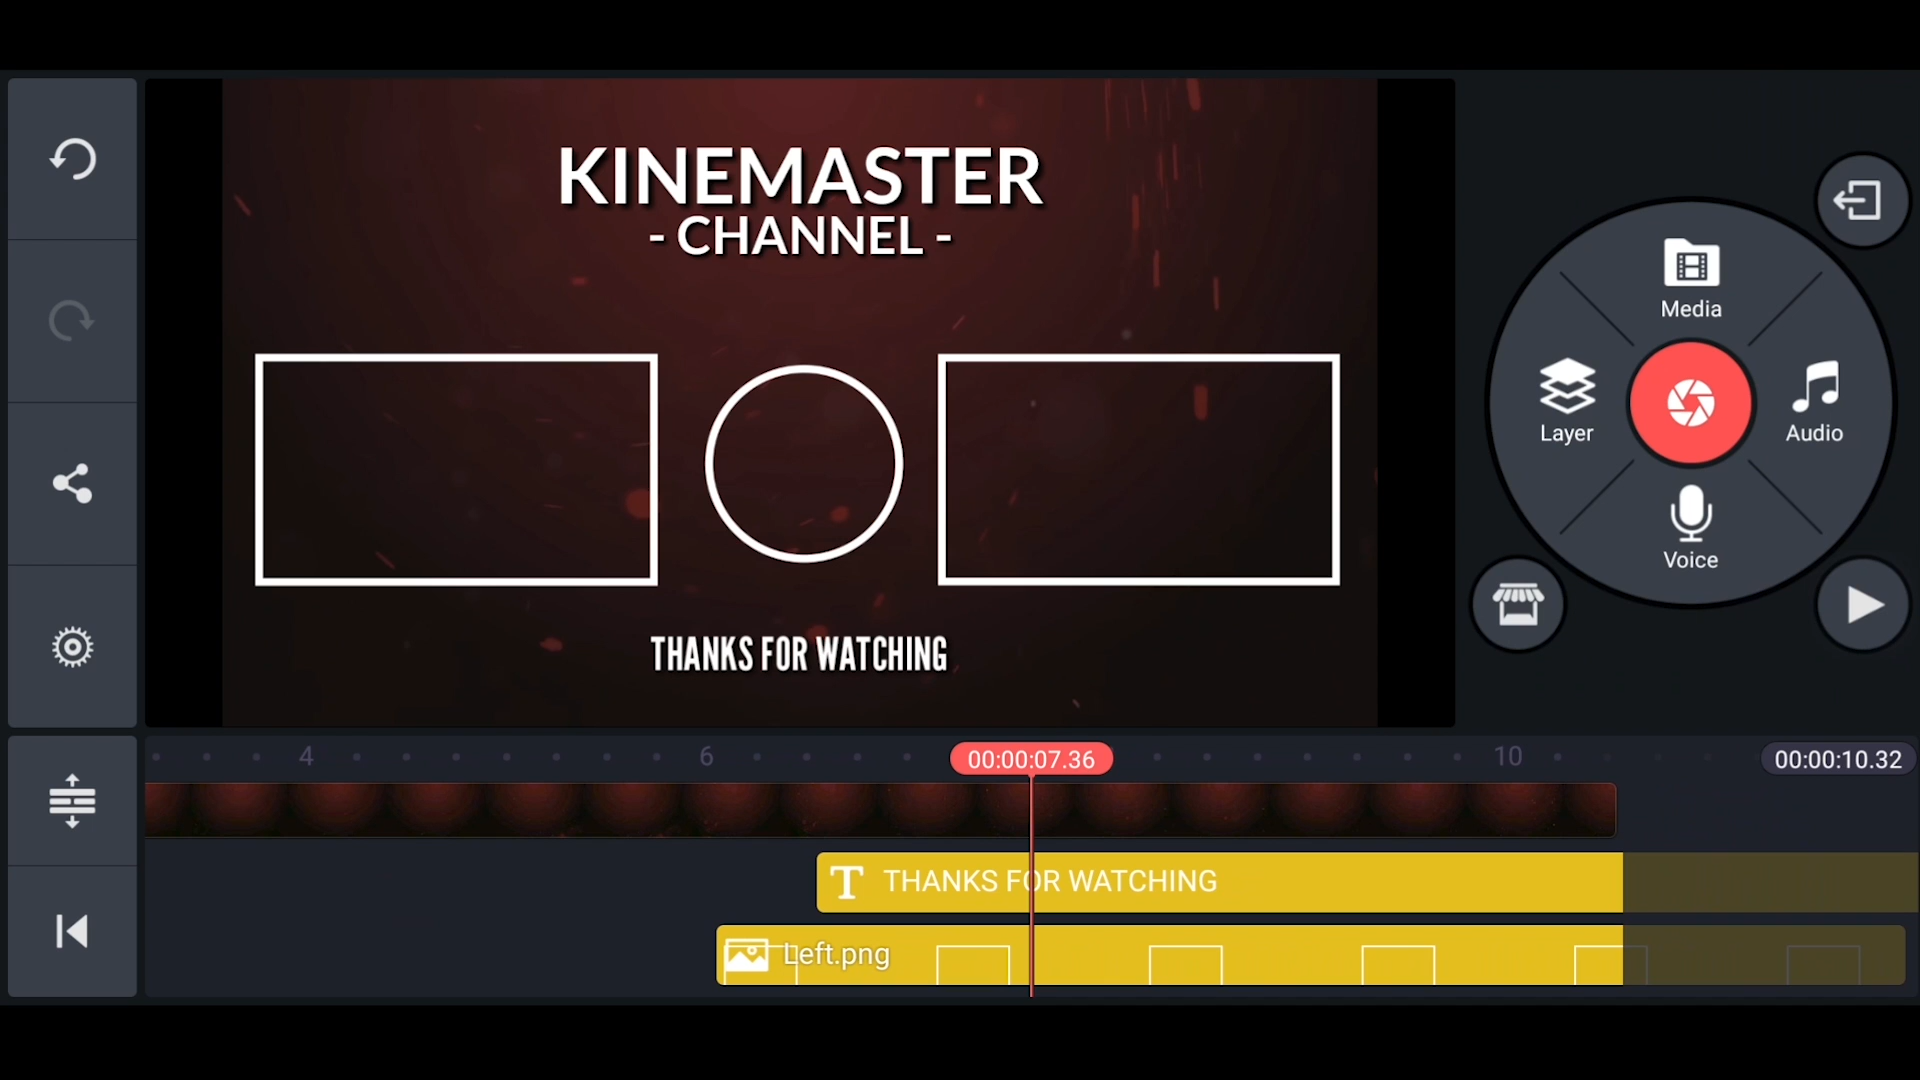 KINEMASTER
- CHANNEL -
THANKS FOR WATCHING
Media
Layer
Audio
Voice
4
6
00:00:07.36
10
00:00:10.32
THANKS FOR WATCHING
Left.png